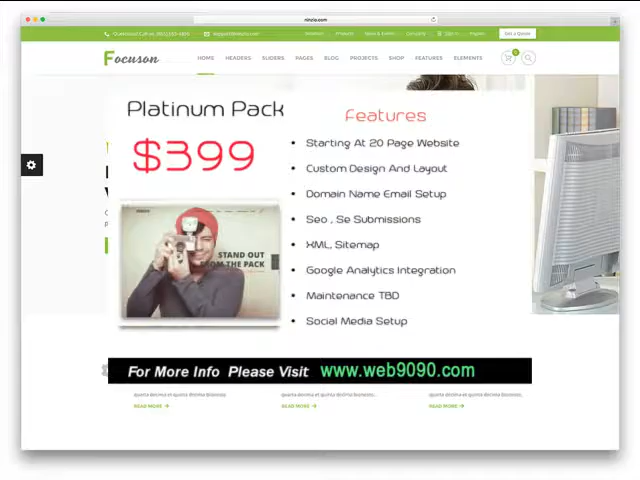 ninzio.com
Get a Quote
Focuson
HOME HEADERS SLIDERS PAGES BLOG PROJECTS SHOP FEATURES ELEMENTS
Platinum Pack
$399
Features
• Starting At 20 Page Website
• Custom Design And Layout
• Domain Name Email Setup
• Seo , Se Submissions
• XML, Sitemap
• Google Analytics Integration
• Maintenance TBD
• Social Media Setup
STAND OUT
FROM THE PACK
For More Info Please Visit www.web9090.com
READ MORE → READ MORE → READ MORE →